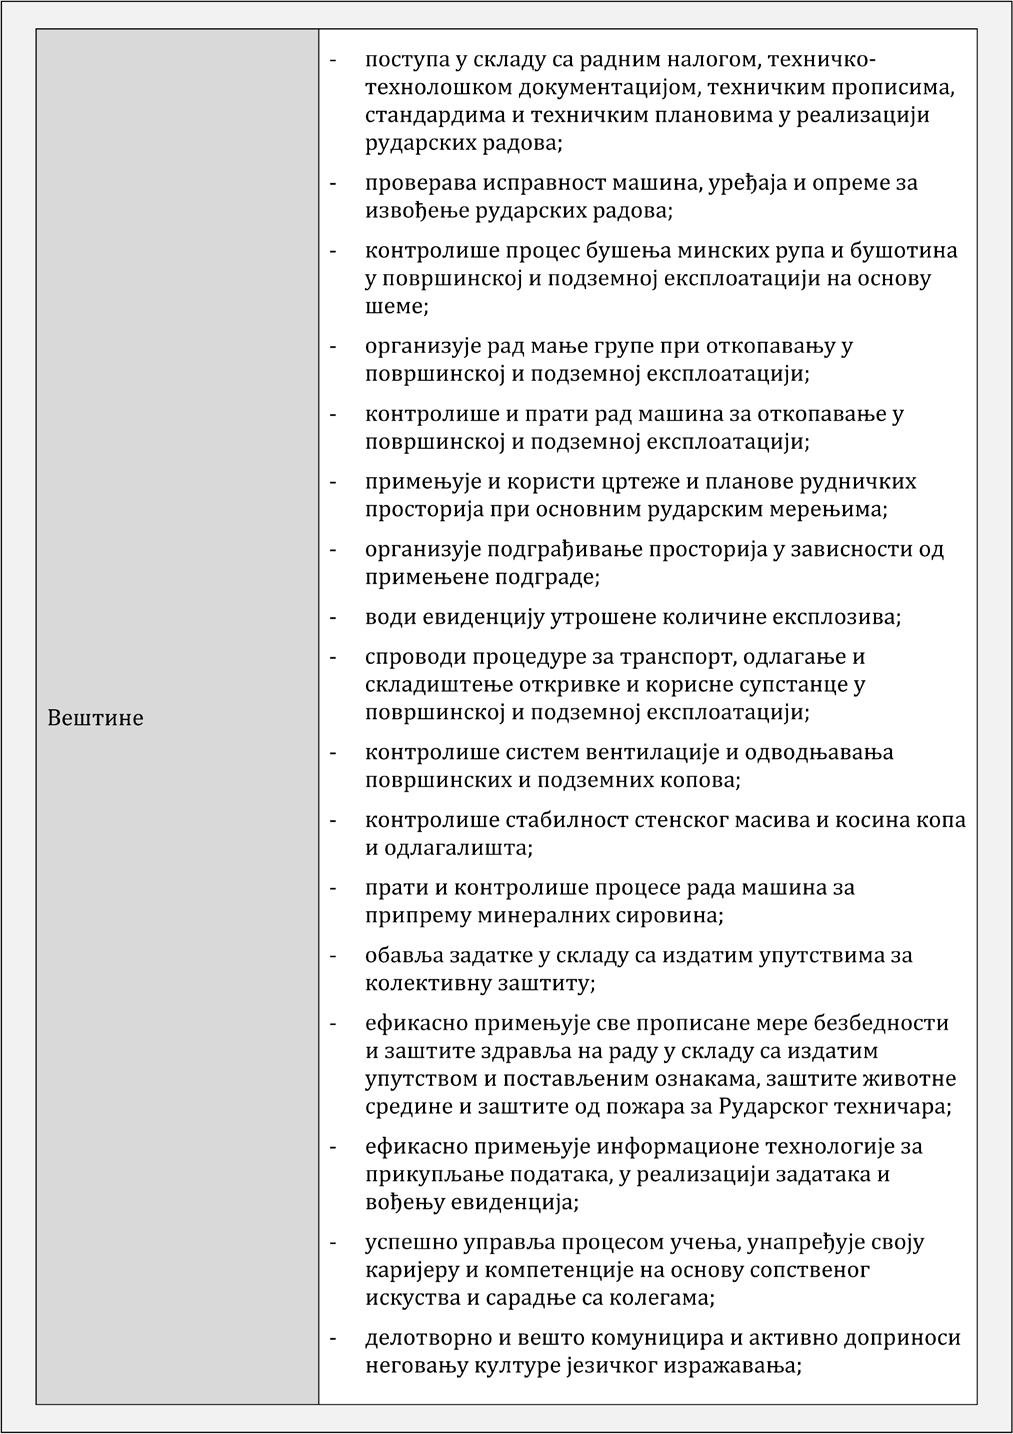 Вештине
- поступа у складу са радним налогом, техничко-
технолошком документацијом, техничким прописима,
стандардима и техничким плановима у реализацији
рударских радова;
- проверава исправност машина, уређаја и опреме за
извођење рударских радова;
- контролише процес бушења минских рупа и бушотина
у површинској и подземној експлоатацији на основу
шеме;
- организује рад мање групе при откопавању у
површинској и подземној експлоатацији;
- контролише и прати рад машина за откопавање у
површинској и подземној експлоатацији;
- примењује и користи цртеже и планове рудничких
просторија при основним рударским мерењима;
- организује подграђивање просторија у зависности од
примењене подграде;
- води евиденцију утрошене количине експлозива;
- спроводи процедуре за транспорт, одлагање и
складиштење откривке и корисне супстанце у
површинској и подземној експлоатацији;
- контролише систем вентилације и одводњавања
површинских и подземних копова;
- контролише стабилност стенског масива и косина копа
и одлагалишта;
- прати и контролише процесе рада машина за
припрему минералних сировина;
- обавља задатке у складу са издатим упутствима за
колективну заштиту;
- ефикасно примењује све прописане мере безбедности
и заштите здравља на раду у складу са издатим
упутством и постављеним ознакама, заштите животне
средине и заштите од пожара за Рударског техничара;
- ефикасно примењује информационе технологије за
прикупљање података, у реализацији задатака и
вођењу евиденција;
- успешно управља процесом учења, унапређује своју
каријеру и компетенције на основу сопственог
искуства и сарадње са колегама;
- делотворно и вешто комуницира и активно доприноси
неговању културе језичког изражавања;